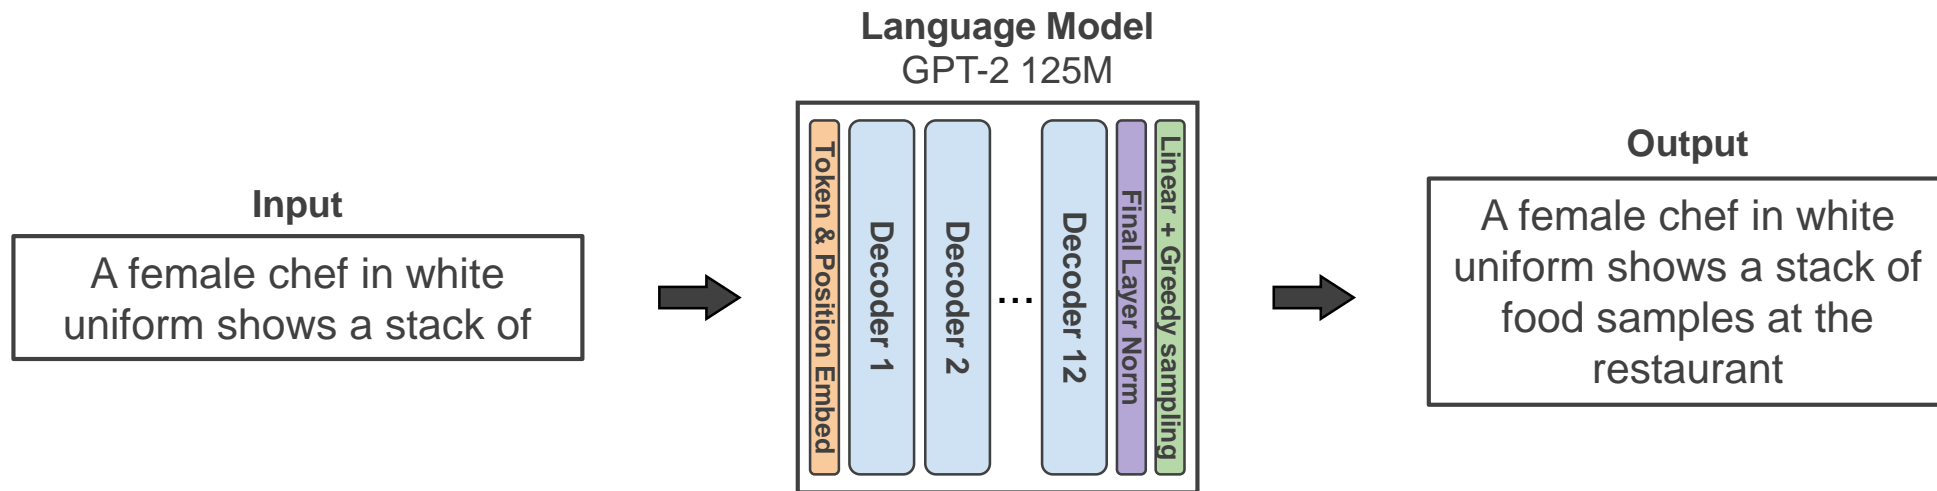 Language Model
GPT-2 125M
Input
A female chef in white
uniform shows a stack of
Token & Position Embed
Decoder 1
Decoder 2
...
Decoder 12
Final Layer Norm
Linear + Greedy sampling
Output
A female chef in white
uniform shows a stack of
food samples at the
restaurant